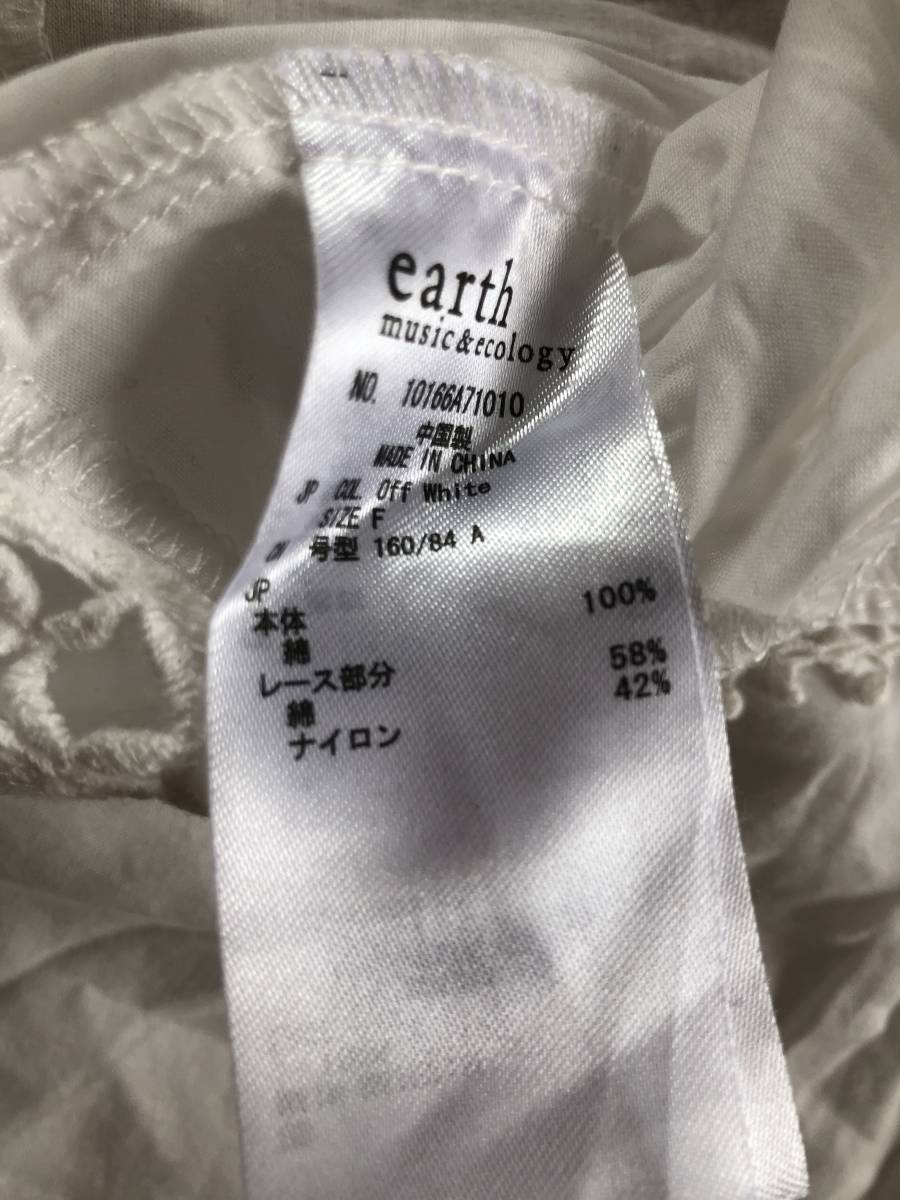 earth
music&ecology
NO. 10166A71010
中国製
MADE IN CHINA
JP COL. Off White
SIZE F
CN 号型 160/84 A
JP
本体
綿 100%
レース部分
綿 58%
ナイロン 42%